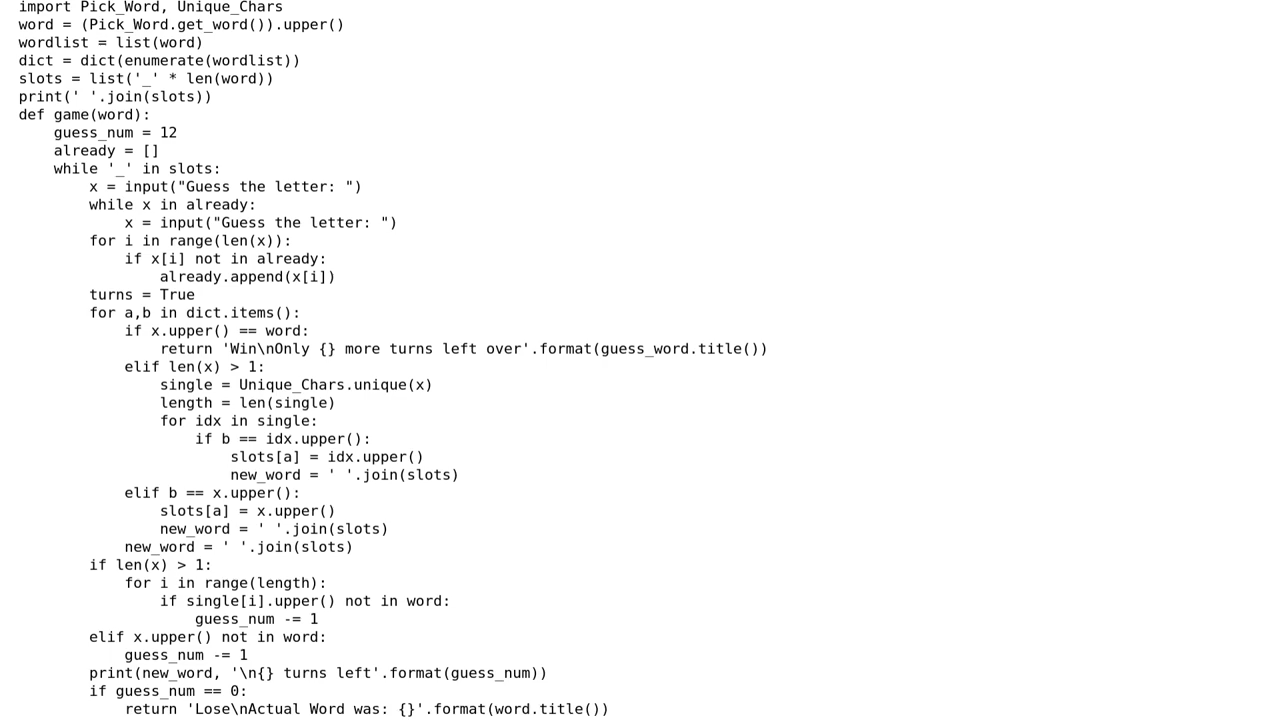 import Pick_Word, Unique_Chars
word = (Pick_Word.get_word()).upper()
wordlist = list(word)
dict = dict(enumerate(wordlist))
slots = list('_' * len(word))
print(' '.join(slots))
def game(word):
    guess_num = 12
    already = []
    while '_' in slots:
        x = input("Guess the letter: ")
        while x in already:
            x = input("Guess the letter: ")
        for i in range(len(x)):
            if x[i] not in already:
                already.append(x[i])
        turns = True
        for a,b in dict.items():
            if x.upper() == word:
                return 'Win\nOnly {} more turns left over'.format(guess_word.title())
            elif len(x) > 1:
                single = Unique_Chars.unique(x)
                length = len(single)
                for idx in single:
                    if b == idx.upper():
                        slots[a] = idx.upper()
                        new_word = ' '.join(slots)
            elif b == x.upper():
                slots[a] = x.upper()
                new_word = ' '.join(slots)
            new_word = ' '.join(slots)
        if len(x) > 1:
            for i in range(length):
                if single[i].upper() not in word:
                    guess_num -= 1
        elif x.upper() not in word:
            guess_num -= 1
        print(new_word, '\n{} turns left'.format(guess_num))
        if guess_num == 0:
            return 'Lose\nActual Word was: {}'.format(word.title())